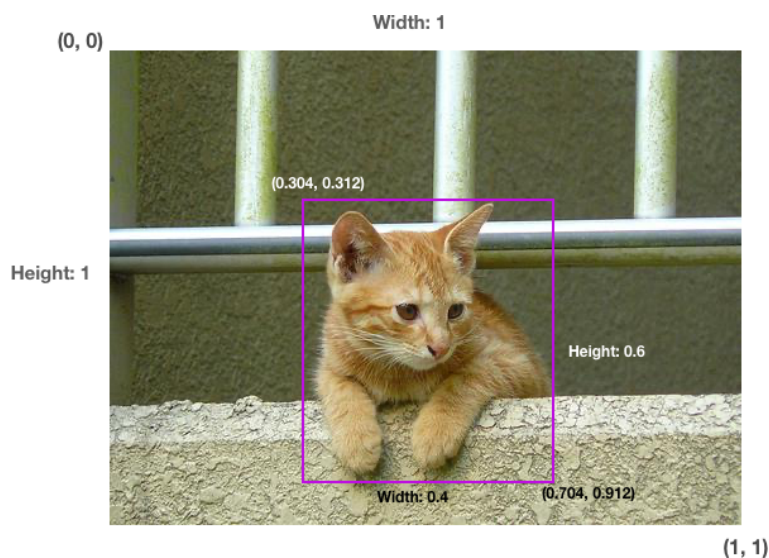 Width: 1
(0, 0)
(0.304, 0.312)
Height: 1
Height: 0.6
Width: 0.4
(0.704, 0.912)
(1, 1)